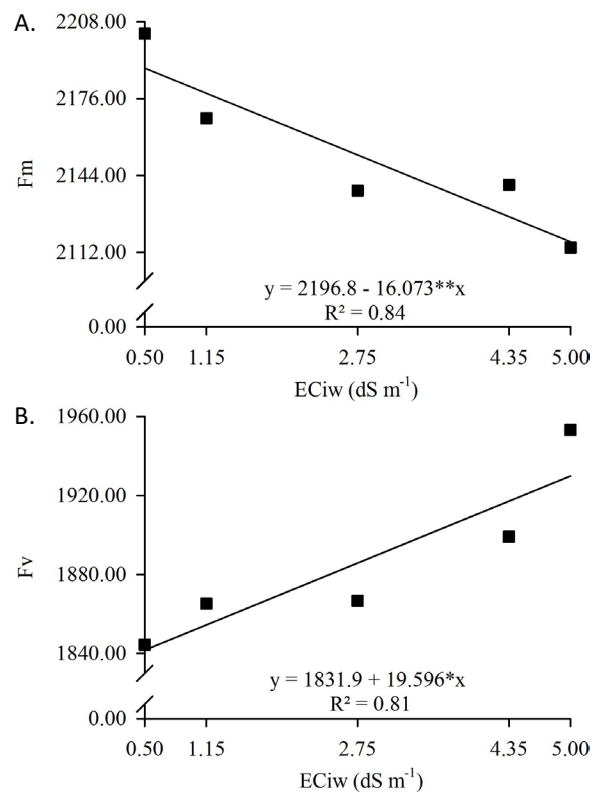 A.
2208.00
2176.00
2144.00
2112.00
0.00
Fm
y = 2196.8 - 16.073**x
R² = 0.84
0.50 1.15 2.75 4.35 5.00
ECiw (dS m⁻¹)
B.
1960.00
1920.00
1880.00
1840.00
0.00
Fv
y = 1831.9 + 19.596*x
R² = 0.81
0.50 1.15 2.75 4.35 5.00
ECiw (dS m⁻¹)